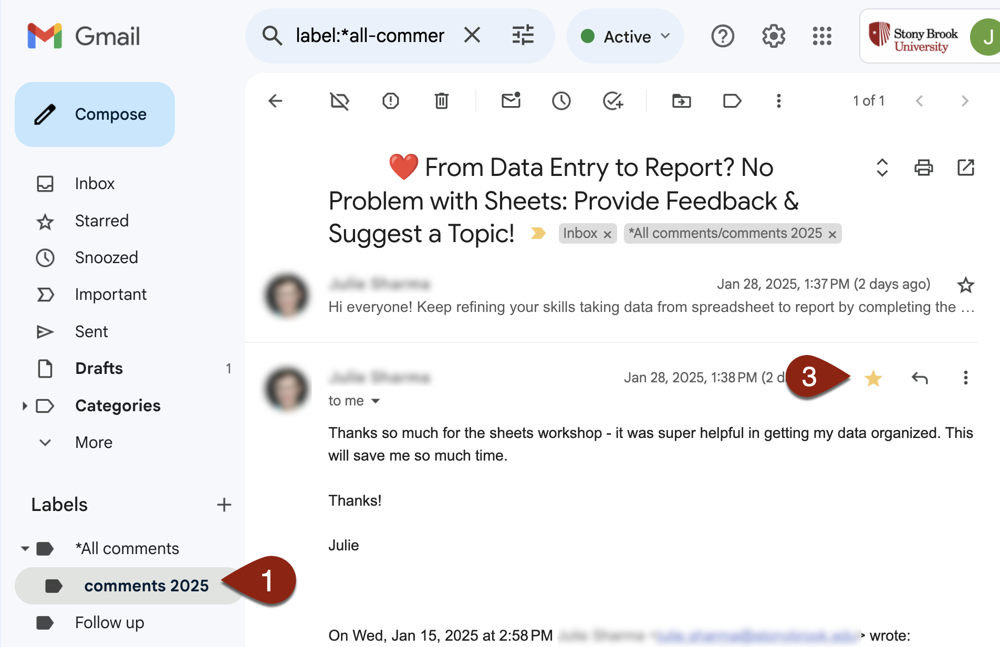 Gmail
label:*all-commer
Active
Stony Brook
University
J
Compose
1 of 1
Inbox
Starred
Snoozed
Important
Sent
Drafts 1
Categories
More
Labels
*All comments
comments 2025
1
Follow up
❤️ From Data Entry to Report? No
Problem with Sheets: Provide Feedback &
Suggest a Topic! Inbox × *All comments/comments 2025 ×
Jan 28, 2025, 1:37 PM (2 days ago)
Hi everyone! Keep refining your skills taking data from spreadsheet to report by completing the …
Jan 28, 2025, 1:38 PM (2 d
3
to me
Thanks so much for the sheets workshop - it was super helpful in getting my data organized. This
will save me so much time.
Thanks!
Julie
On Wed, Jan 15, 2025 at 2:58 PM > wrote: